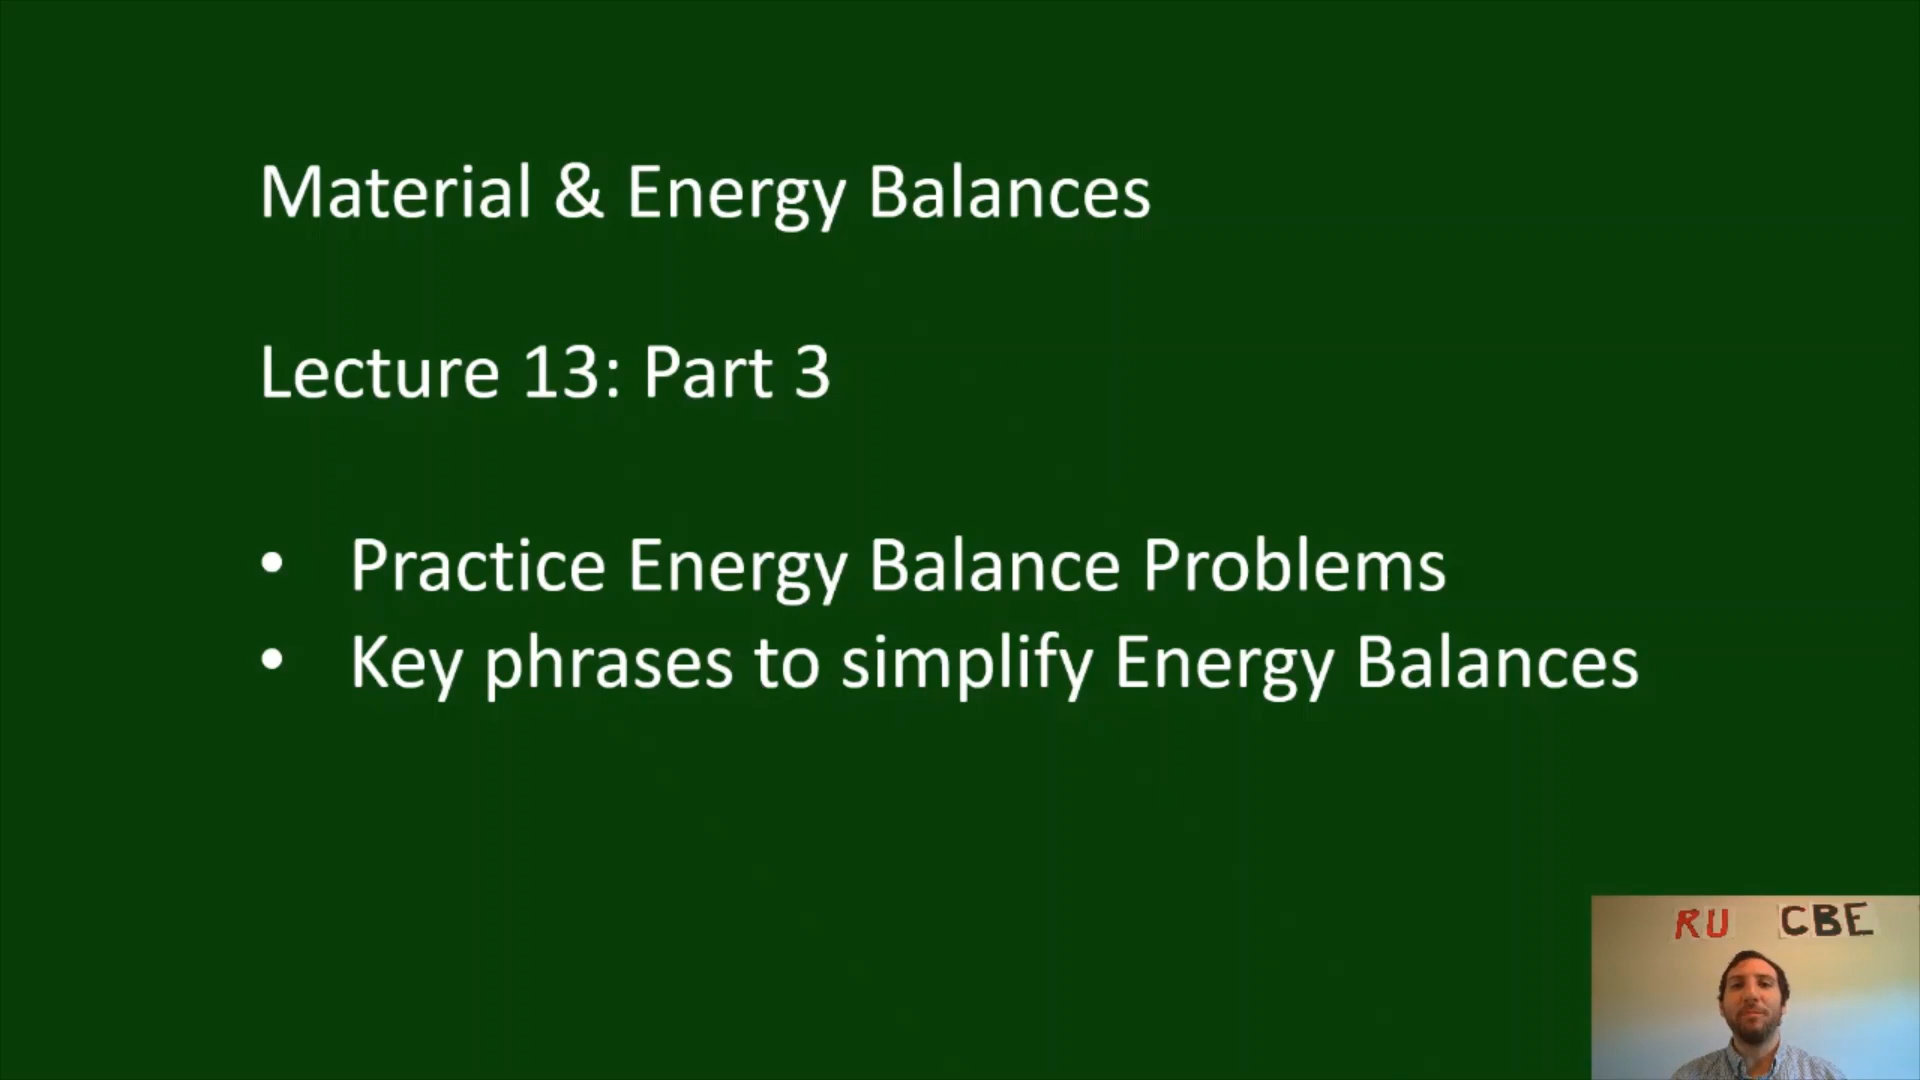 Material & Energy Balances
Lecture 13: Part 3
• Practice Energy Balance Problems
• Key phrases to simplify Energy Balances
RU CBE